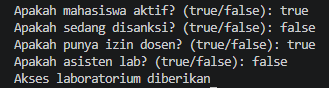 Apakah mahasiswa aktif? (true/false): true
Apakah sedang disanksi? (true/false): false
Apakah punya izin dosen? (true/false): true
Apakah asisten lab? (true/false): false
Akses laboratorium diberikan